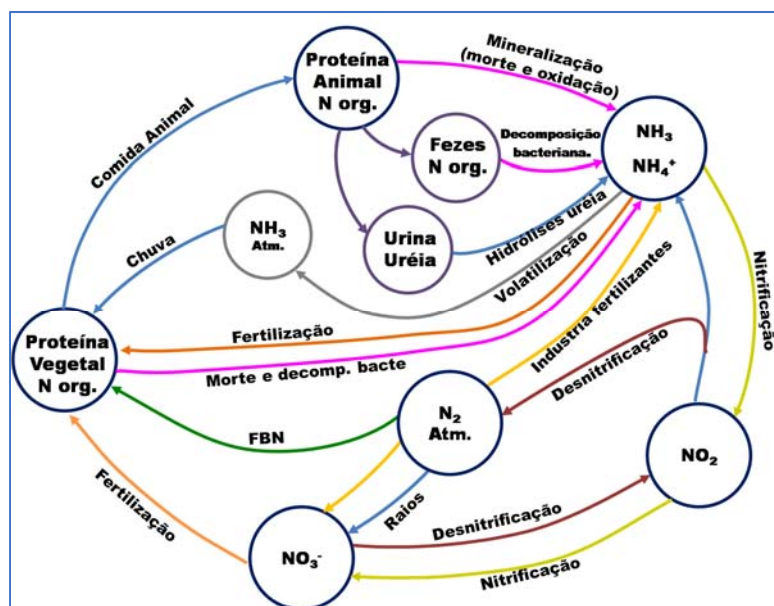 Proteína
Animal
N org.
Mineralização
(morte e oxidação)
Comida Animal
Fezes
N org.
Decomposição
bacteriana.
NH₃
NH₄⁺
NH₃
Atm.
Urina
Uréia
Hidrólises uréia
Volatilização
Chuva
Nitrificação
Proteína
Vegetal
N org.
Fertilização
Morte e decomp. bacte
Industria fertilizantes
Desnitrificação
N₂
Atm.
FBN
NO₂
Fertilização
Raios
Desnitrificação
NO₃⁻
Nitrificação